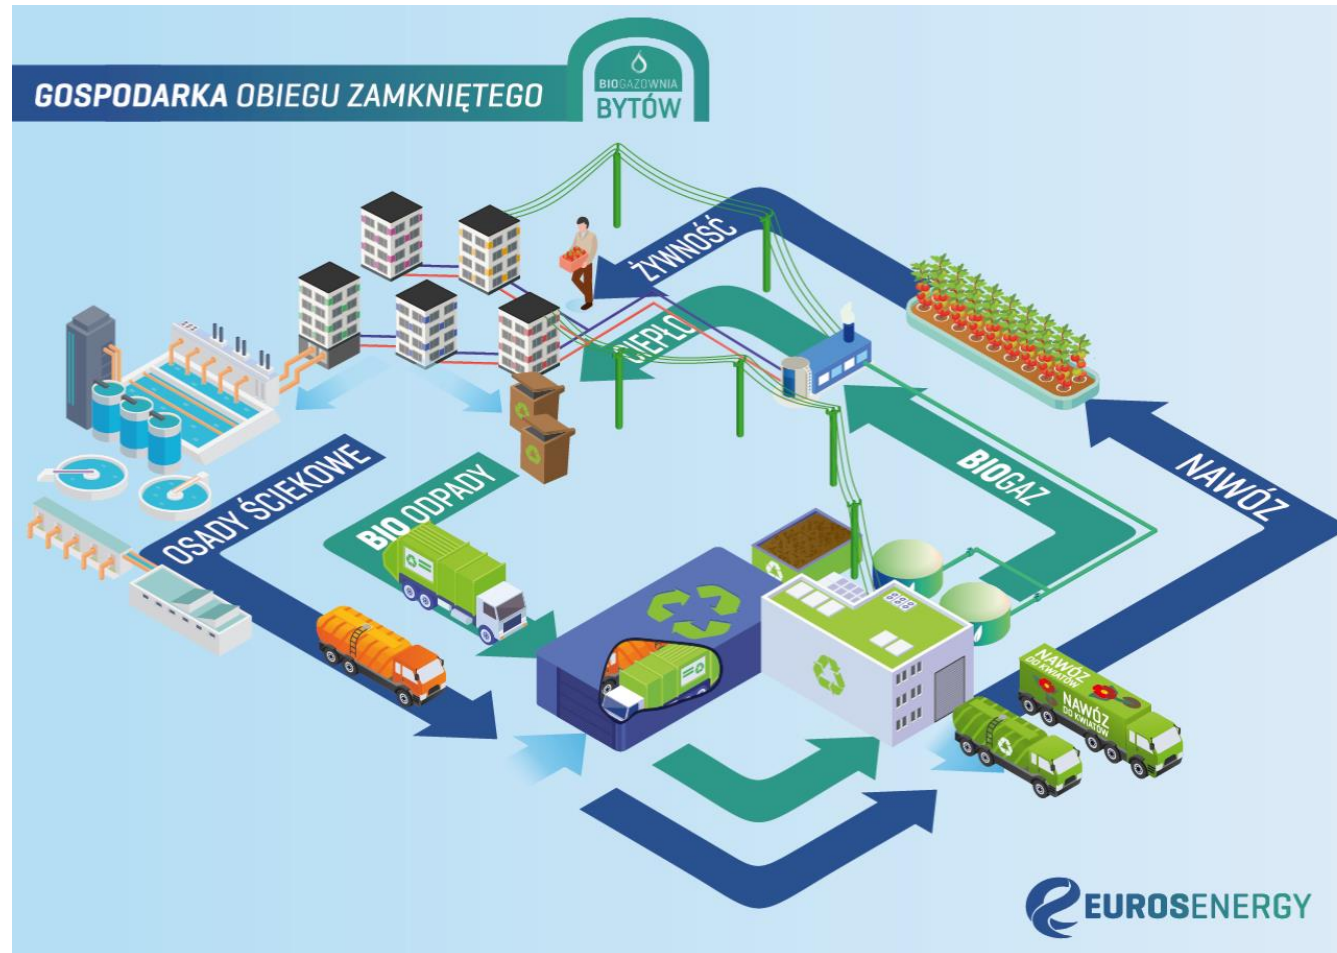 GOSPODARKA OBIEGU ZAMKNIĘTEGO
BIOGAZOWNIA
BYTÓW
ŻYWNOŚĆ
CIEPŁO
OSADY ŚCIEKOWE
BIO ODPADY
BIOGAZ
NAWÓZ
NAWÓZ
DO KWIATÓW
NAWÓZ
DO KWIATÓW
EUROSENERGY